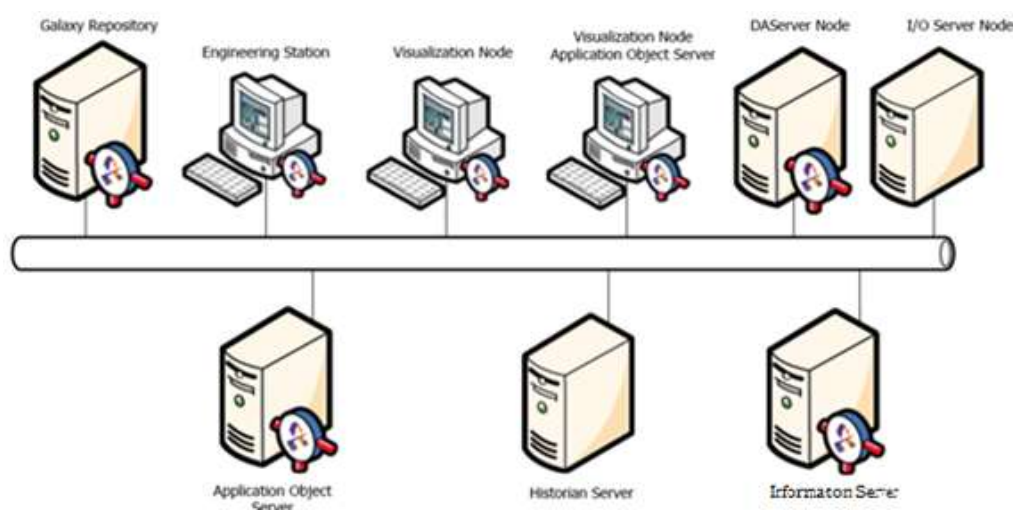 Galaxy Repository
Engineering Station
Visualization Node
Visualization Node
Application Object Server
DAServer Node
I/O Server Node
Application Object
Server
Historian Server
Irformaton Server